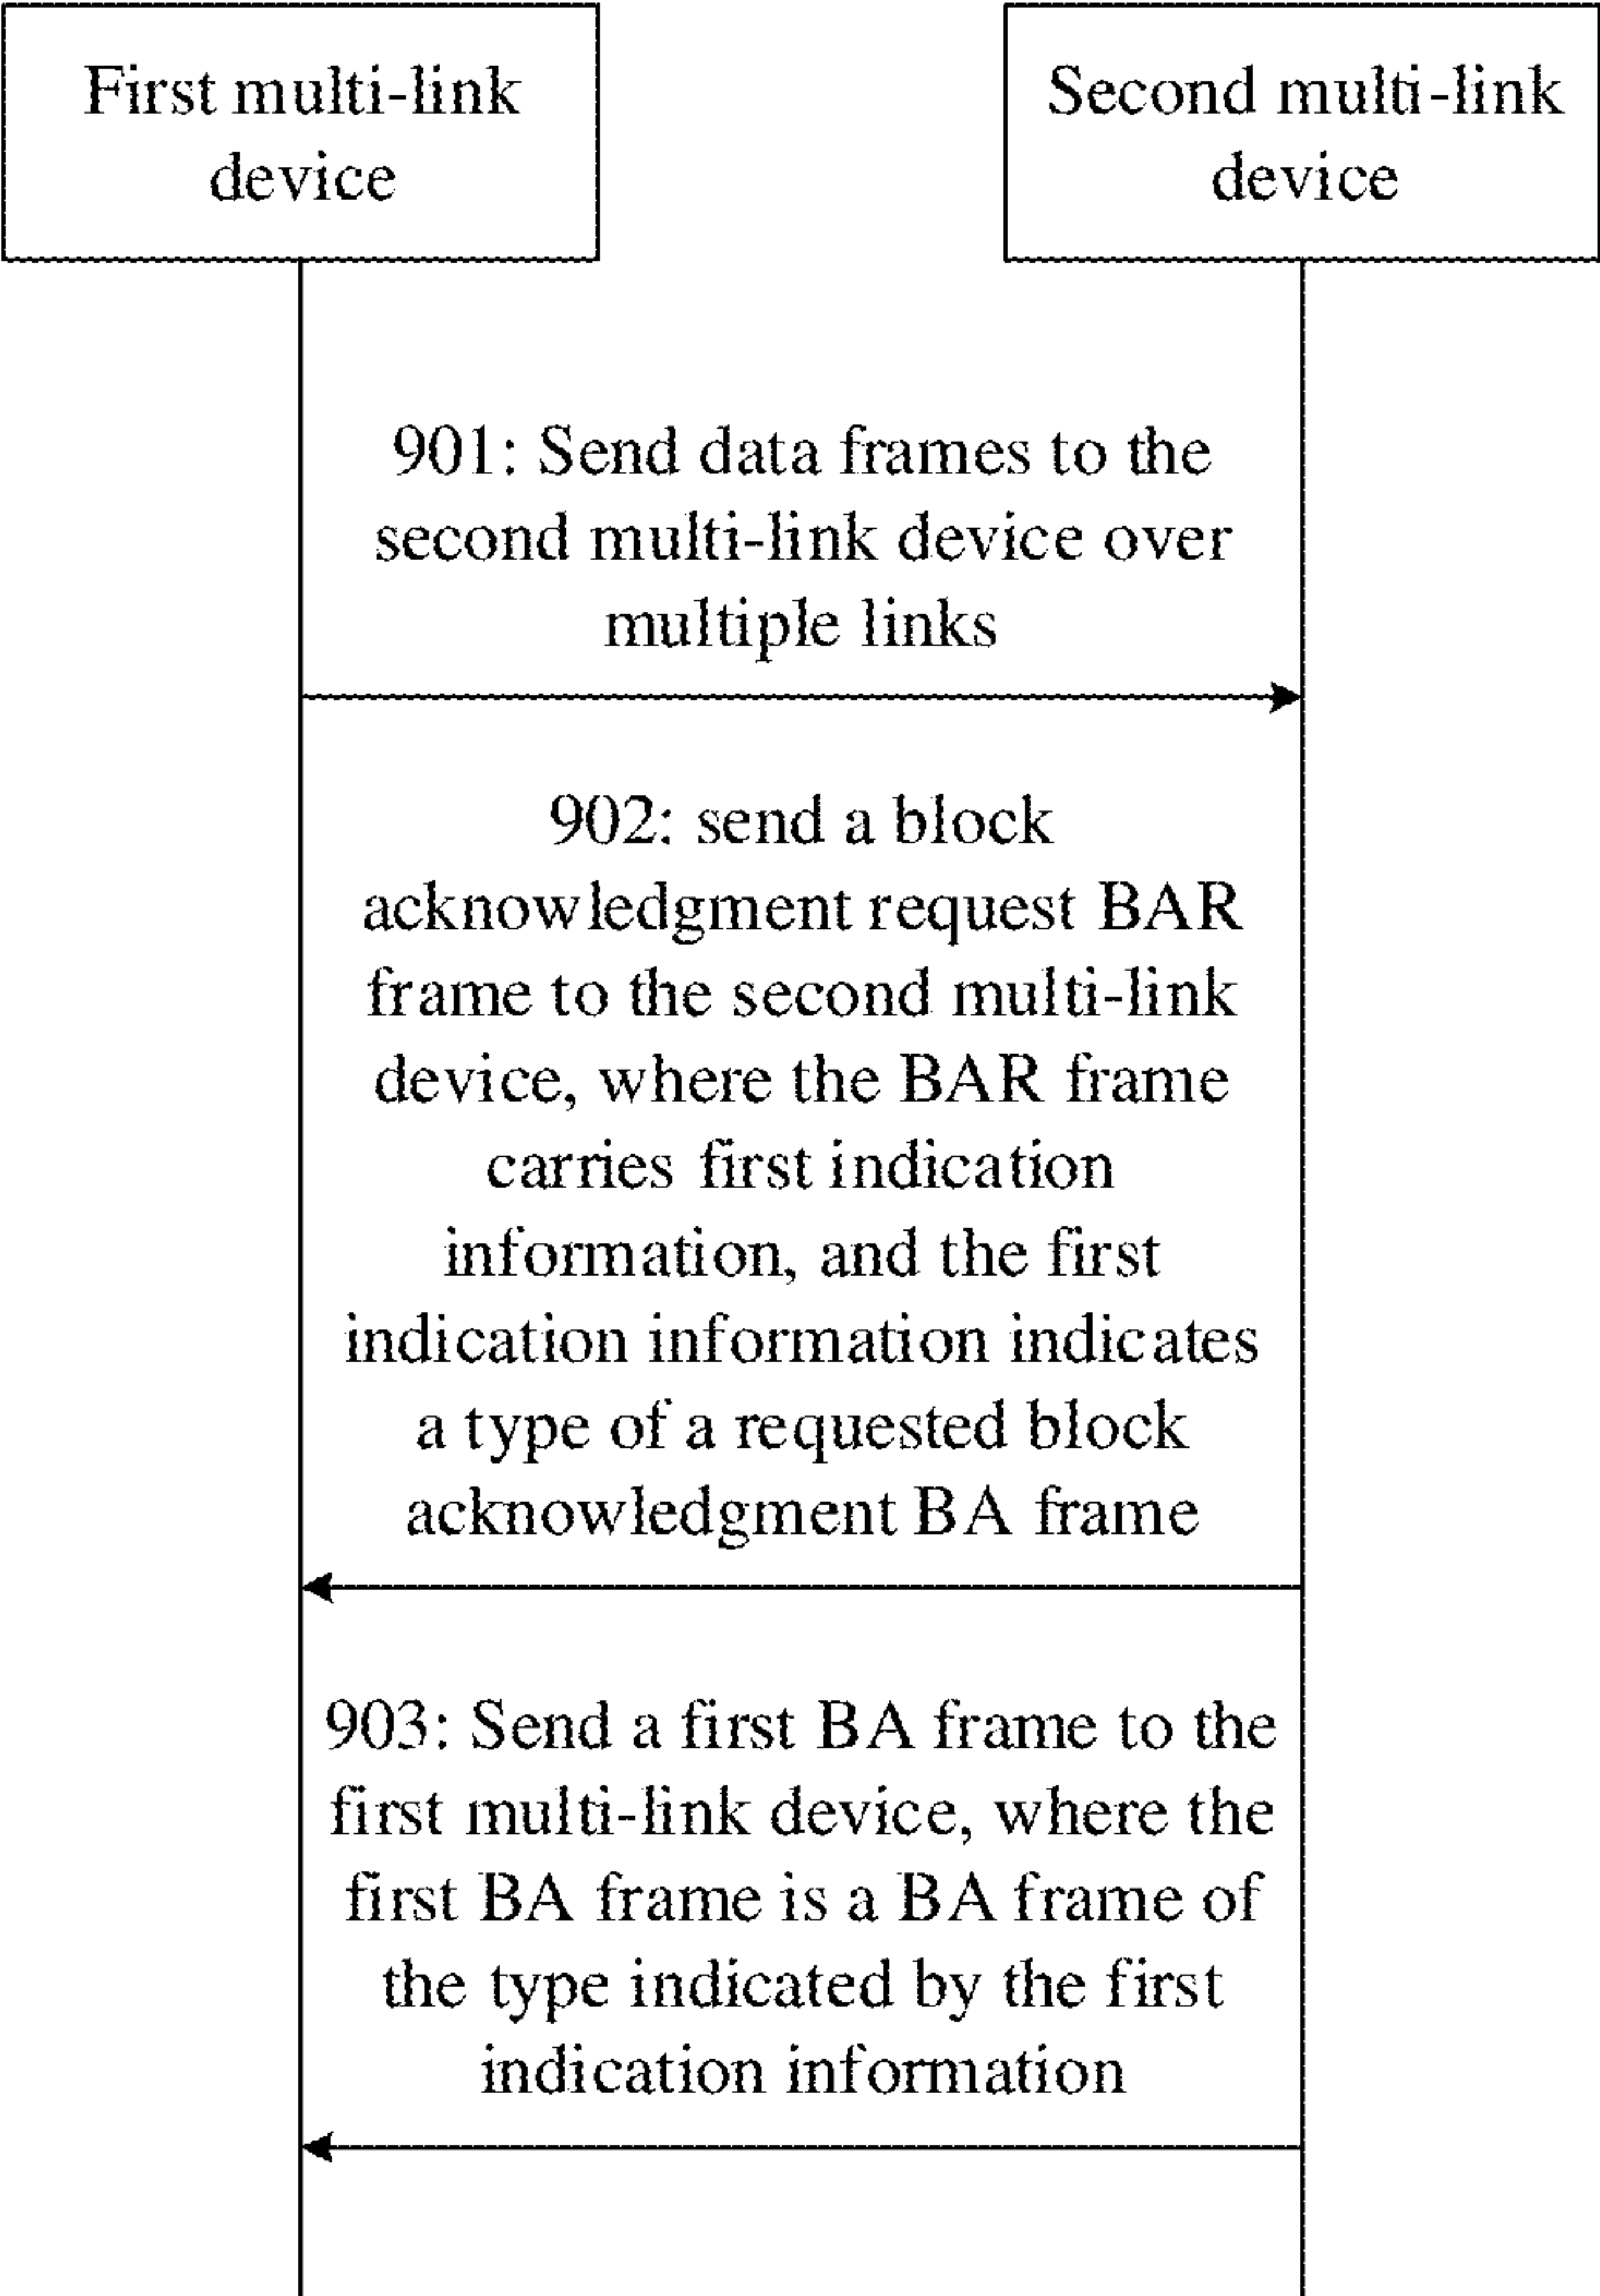 First multi-link
device
Second multi-link
device
901: Send data frames to the
second multi-link device over
multiple links
902: send a block
acknowledgment request BAR
frame to the second multi-link
device, where the BAR frame
carries first indication
information, and the first
indication information indicates
a type of a requested block
acknowledgment BA frame
903: Send a first BA frame to the
first multi-link device, where the
first BA frame is a BA frame of
the type indicated by the first
indication information